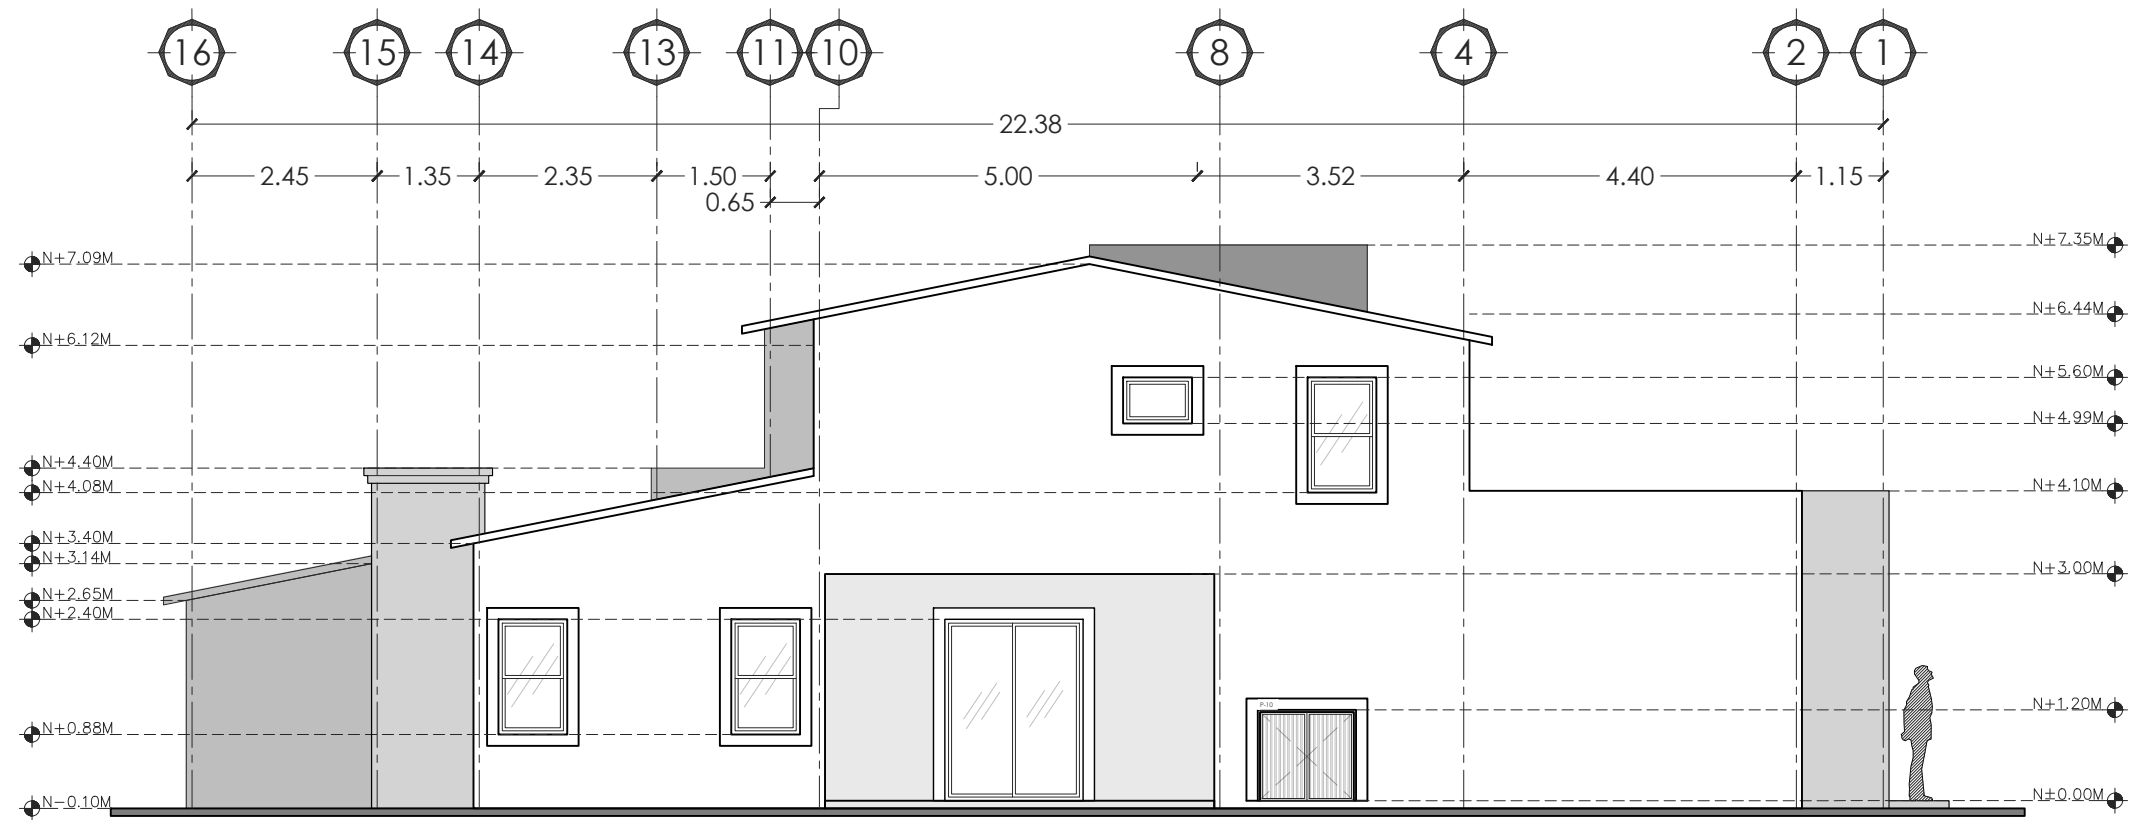 16 15 14 13 11 10 8 4 2 1
22.38
2.45 1.35 2.35 1.50 5.00 3.52 4.40 1.15
0.65
N+7.35M
N+7.09M
N+6.44M
N+6.12M
N+5.60M
N+4.99M
N+4.40M
N+4.08M
N+4.10M
N+3.40M
N+3.14M
N+3.00M
N+2.65M
N+2.40M
P-10
N+1.20M
N+0.88M
N-0.10M
N±0.00M